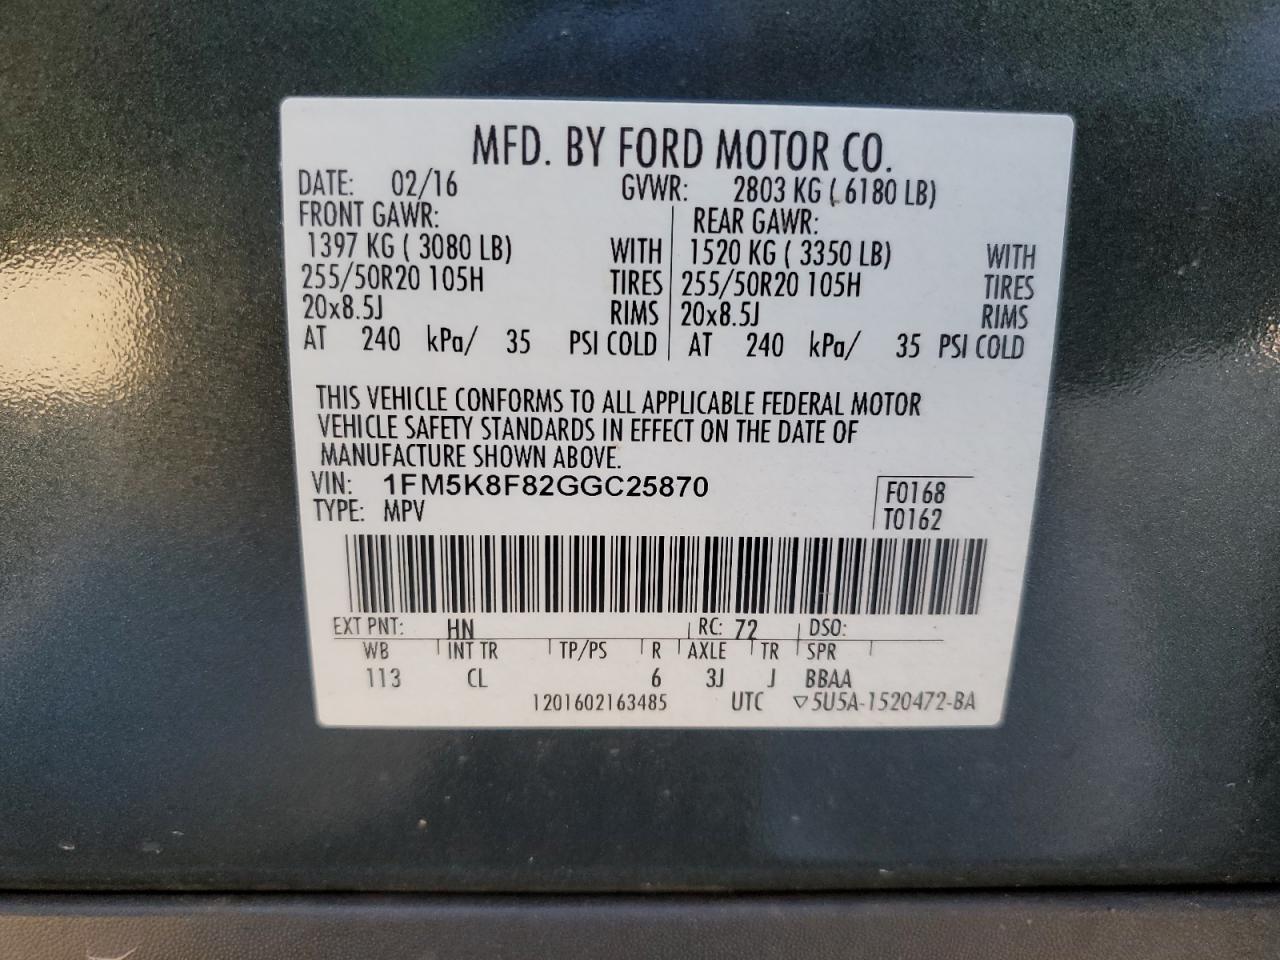 MFD. BY FORD MOTOR CO.
DATE: 02/16 GVWR: 2803 KG ( 6180 LB)
FRONT GAWR: REAR GAWR:
1397 KG ( 3080 LB) WITH 1520 KG ( 3350 LB) WITH
255/50R20 105H TIRES 255/50R20 105H TIRES
20x8.5J RIMS 20x8.5J RIMS
AT 240 kPa/ 35 PSI COLD AT 240 kPa/ 35 PSI COLD
THIS VEHICLE CONFORMS TO ALL APPLICABLE FEDERAL MOTOR
VEHICLE SAFETY STANDARDS IN EFFECT ON THE DATE OF
MANUFACTURE SHOWN ABOVE.
VIN: 1FM5K8F82GGC25870 F0168
TYPE: MPV T0162
EXT PNT: HN RC: 72 DSO:
WB INT TR TP/PS R AXLE TR SPR
113 CL 6 3J J BBAA
1201602163485 UTC ▽5U5A-1520472-BA